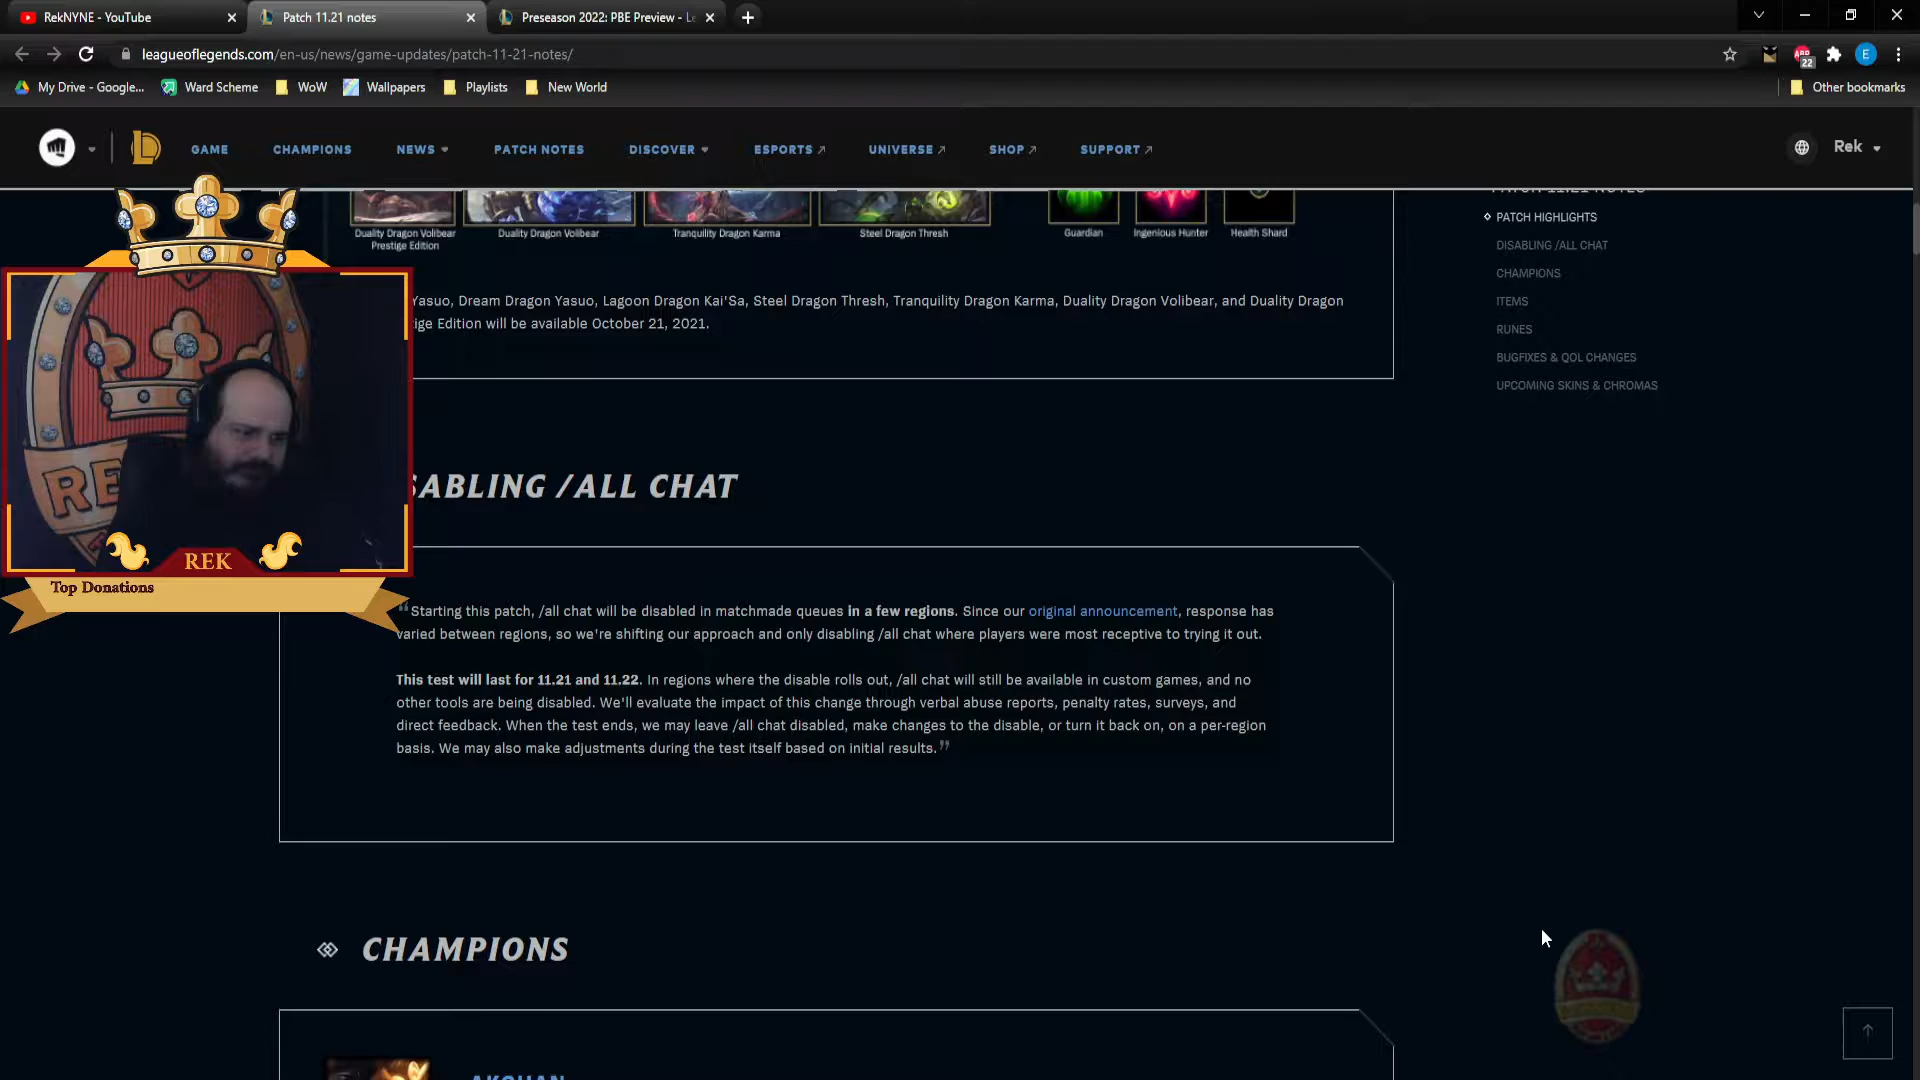 RekNYNE - YouTube
Patch 11.21 notes
Preseason 2022: PBE Preview - Le
leagueoflegends.com/en-us/news/game-updates/patch-11-21-notes/
22
E
My Drive - Google...
Ward Scheme
WoW
Wallpapers
Playlists
New World
Other bookmarks
GAME
CHAMPIONS
NEWS
PATCH NOTES
DISCOVER
ESPORTS
UNIVERSE
SHOP
SUPPORT
Rek
PATCH 11.21 NOTES
PATCH HIGHLIGHTS
DISABLING /ALL CHAT
CHAMPIONS
ITEMS
RUNES
BUGFIXES & QOL CHANGES
UPCOMING SKINS & CHROMAS
Duality Dragon Volibear
Prestige Edition
Duality Dragon Volibear
Tranquility Dragon Karma
Steel Dragon Thresh
Guardian
Ingenious Hunter
Health Shard
Yasuo, Dream Dragon Yasuo, Lagoon Dragon Kai'Sa, Steel Dragon Thresh, Tranquility Dragon Karma, Duality Dragon Volibear, and Duality Dragon
ige Edition will be available October 21, 2021.
RE
REK
Top Donations
SABLING /ALL CHAT
“Starting this patch, /all chat will be disabled in matchmade queues in a few regions. Since our original announcement, response has
varied between regions, so we're shifting our approach and only disabling /all chat where players were most receptive to trying it out.
This test will last for 11.21 and 11.22. In regions where the disable rolls out, /all chat will still be available in custom games, and no
other tools are being disabled. We'll evaluate the impact of this change through verbal abuse reports, penalty rates, surveys, and
direct feedback. When the test ends, we may leave /all chat disabled, make changes to the disable, or turn it back on, on a per-region
basis. We may also make adjustments during the test itself based on initial results.”
CHAMPIONS
AKSHAN